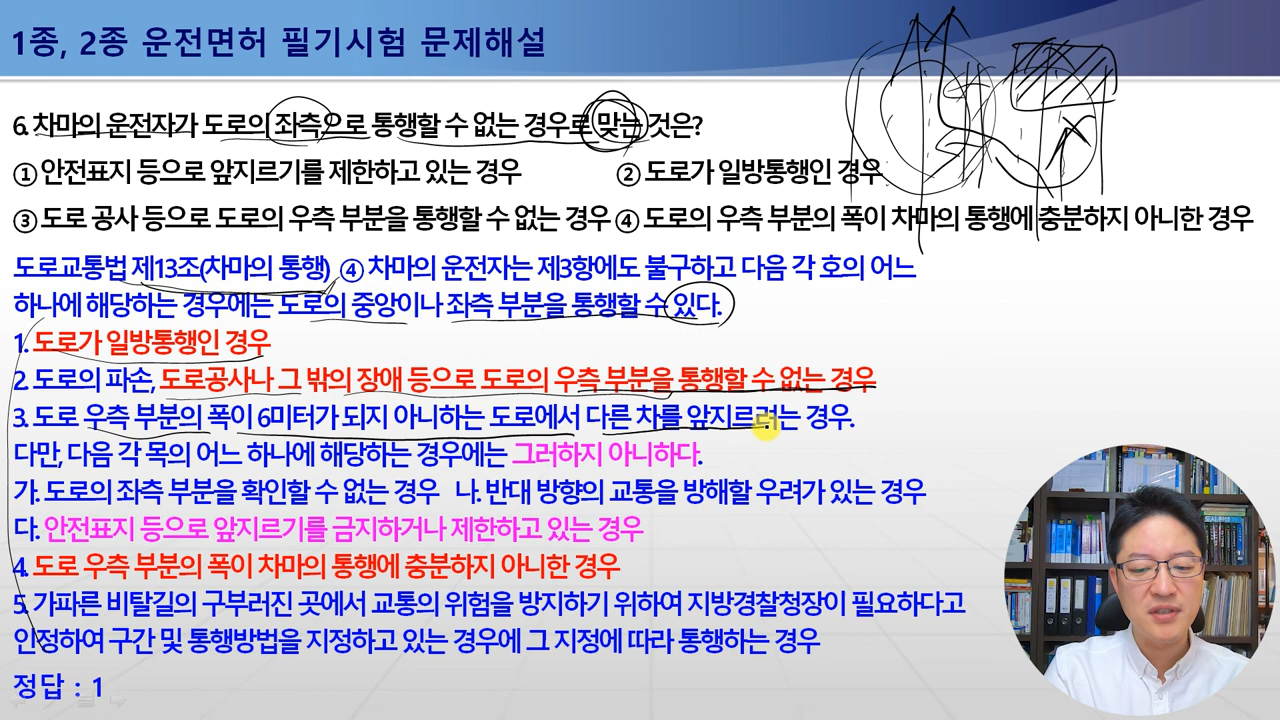 1종, 2종 운전면허 필기시험 문제해설
6. 차마의 운전자가 도로의 좌측으로 통행할 수 없는 경우로 맞는 것은?
① 안전표지 등으로 앞지르기를 제한하고 있는 경우 ② 도로가 일방통행인 경우
③ 도로 공사 등으로 도로의 우측 부분을 통행할 수 없는 경우 ④ 도로의 우측 부분의 폭이 차마의 통행에 충분하지 아니한 경우
도로교통법 제13조(차마의 통행) ④ 차마의 운전자는 제3항에도 불구하고 다음 각 호의 어느
하나에 해당하는 경우에는 도로의 중앙이나 좌측 부분을 통행할 수 있다.
1. 도로가 일방통행인 경우
2. 도로의 파손, 도로공사나 그 밖의 장애 등으로 도로의 우측 부분을 통행할 수 없는 경우
3. 도로 우측 부분의 폭이 6미터가 되지 아니하는 도로에서 다른 차를 앞지르려는 경우.
다만, 다음 각 목의 어느 하나에 해당하는 경우에는 그러하지 아니하다.
가. 도로의 좌측 부분을 확인할 수 없는 경우 나. 반대 방향의 교통을 방해할 우려가 있는 경우
다. 안전표지 등으로 앞지르기를 금지하거나 제한하고 있는 경우
4. 도로 우측 부분의 폭이 차마의 통행에 충분하지 아니한 경우
5. 가파른 비탈길의 구부러진 곳에서 교통의 위험을 방지하기 위하여 지방경찰청장이 필요하다고
인정하여 구간 및 통행방법을 지정하고 있는 경우에 그 지정에 따라 통행하는 경우
정답 : 1